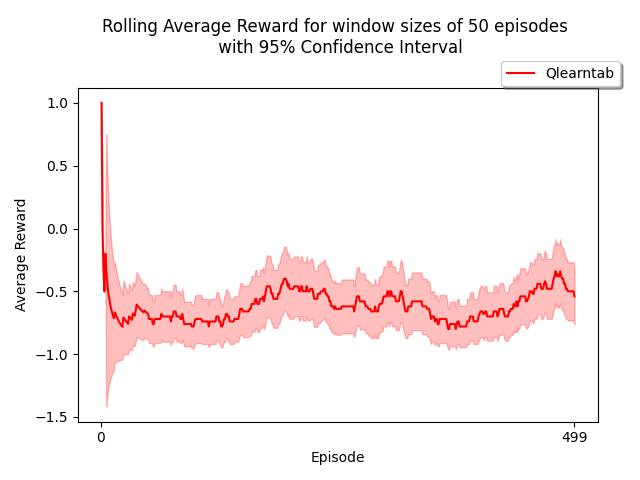 Rolling Average Reward for window sizes of 50 episodes
with 95% Confidence Interval
Qlearntab
1.0
0.5
0.0
−0.5
−1.0
−1.5
Average Reward
0
499
Episode